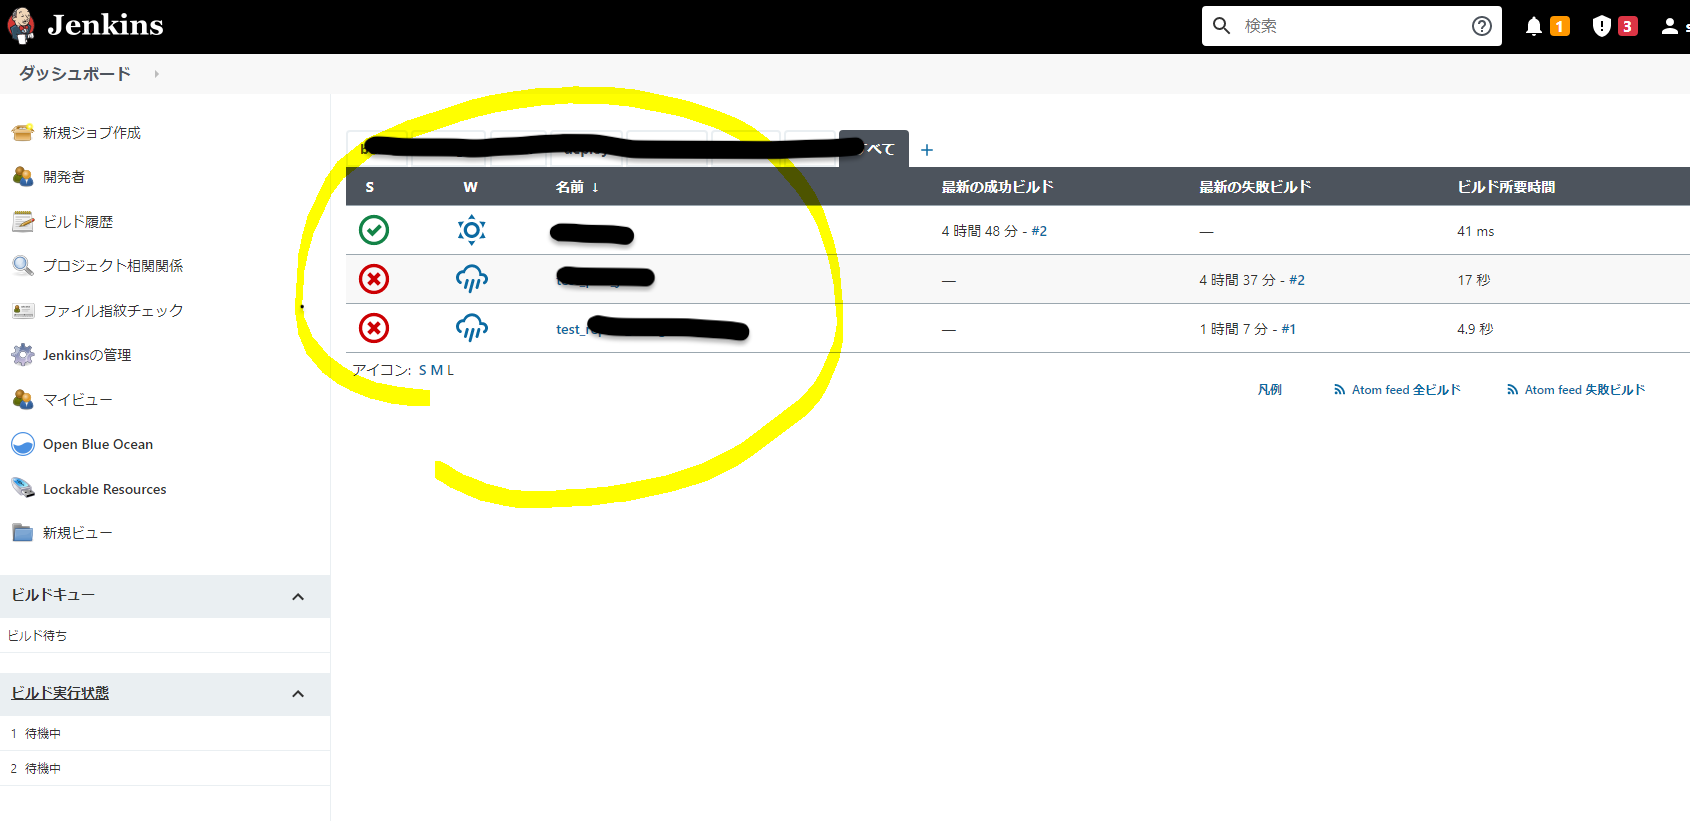 Jenkins
検索
1
3
ダッシュボード
新規ジョブ作成
開発者
ビルド履歴
プロジェクト相関関係
ファイル指紋チェック
Jenkinsの管理
マイビュー
Open Blue Ocean
Lockable Resources
新規ビュー
ビルドキュー
ビルド待ち
ビルド実行状態
1 待機中
2 待機中
べて +
S W 名前 ↓ 最新の成功ビルド 最新の失敗ビルド ビルド所要時間
4 時間 48 分 - #2 — 41 ms
— 4 時間 37 分 - #2 17 秒
test_ — 1 時間 7 分 - #1 4.9 秒
アイコン: S M L
凡例 Atom feed 全ビルド Atom feed 失敗ビルド